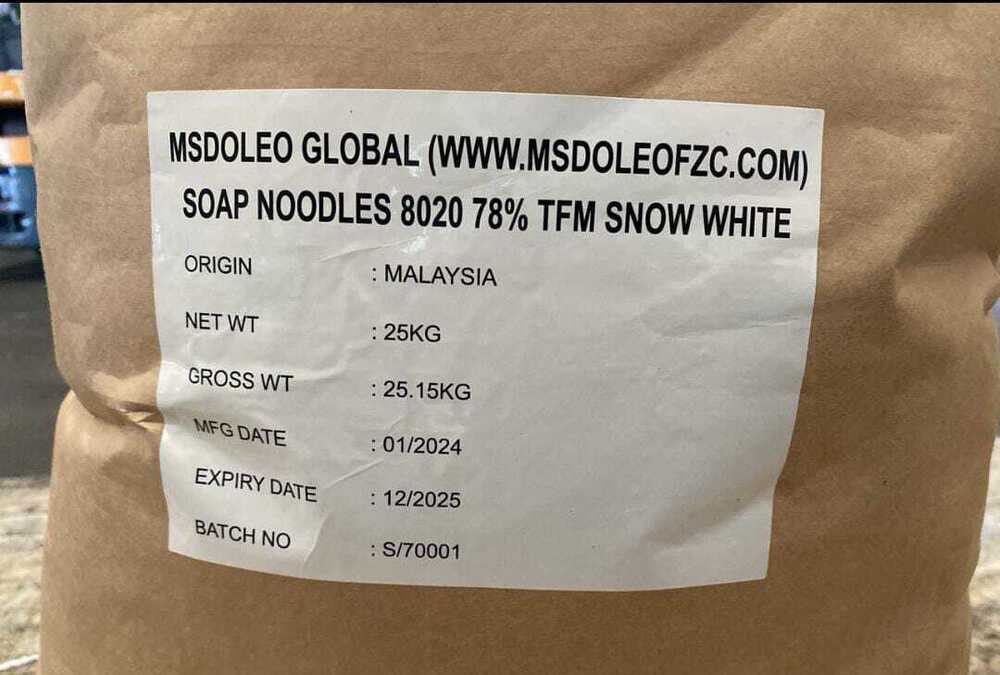 MSDOLEO GLOBAL (WWW.MSDOLEOFZC.COM)
SOAP NOODLES 8020 78% TFM SNOW WHITE
ORIGIN : MALAYSIA
NET WT : 25KG
GROSS WT : 25.15KG
MFG DATE : 01/2024
EXPIRY DATE : 12/2025
BATCH NO : S/70001